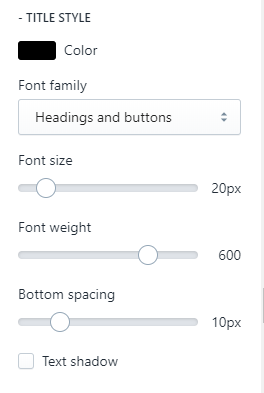 - TITLE STYLE
Color
Font family
Headings and buttons
Font size
20px
Font weight
600
Bottom spacing
10px
Text shadow